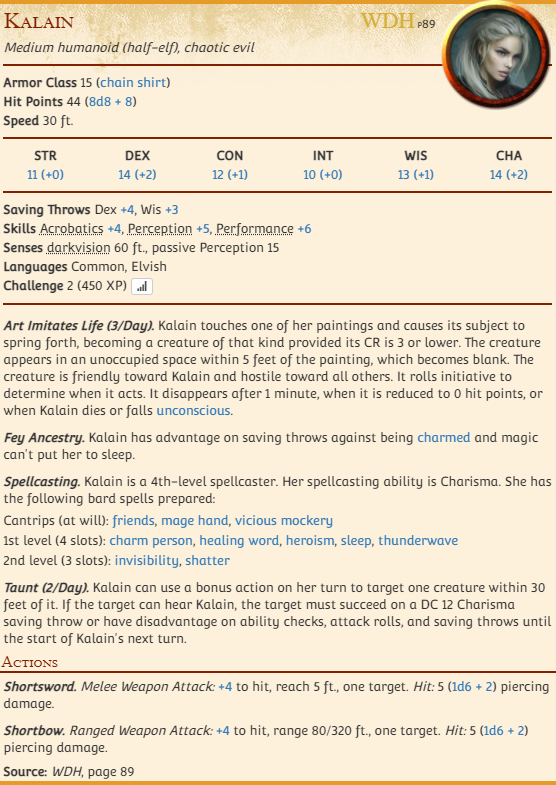 Kalain WDH p89
Medium humanoid (half-elf), chaotic evil
Armor Class 15 (chain shirt)
Hit Points 44 (8d8 + 8)
Speed 30 ft.
STR DEX CON INT WIS CHA
11 (+0) 14 (+2) 12 (+1) 10 (+0) 13 (+1) 14 (+2)
Saving Throws Dex +4, Wis +3
Skills Acrobatics +4, Perception +5, Performance +6
Senses darkvision 60 ft., passive Perception 15
Languages Common, Elvish
Challenge 2 (450 XP)
Art Imitates Life (3/Day). Kalain touches one of her paintings and causes its subject to
spring forth, becoming a creature of that kind provided its CR is 3 or lower. The creature
appears in an unoccupied space within 5 feet of the painting, which becomes blank. The
creature is friendly toward Kalain and hostile toward all others. It rolls initiative to
determine when it acts. It disappears after 1 minute, when it is reduced to 0 hit points, or
when Kalain dies or falls unconscious.
Fey Ancestry. Kalain has advantage on saving throws against being charmed and magic
can't put her to sleep.
Spellcasting. Kalain is a 4th-level spellcaster. Her spellcasting ability is Charisma. She has
the following bard spells prepared:
Cantrips (at will): friends, mage hand, vicious mockery
1st level (4 slots): charm person, healing word, heroism, sleep, thunderwave
2nd level (3 slots): invisibility, shatter
Taunt (2/Day). Kalain can use a bonus action on her turn to target one creature within 30
feet of it. If the target can hear Kalain, the target must succeed on a DC 12 Charisma
saving throw or have disadvantage on ability checks, attack rolls, and saving throws until
the start of Kalain's next turn.
Actions
Shortsword. Melee Weapon Attack: +4 to hit, reach 5 ft., one target. Hit: 5 (1d6 + 2) piercing
damage.
Shortbow. Ranged Weapon Attack: +4 to hit, range 80/320 ft., one target. Hit: 5 (1d6 + 2)
piercing damage.
Source: WDH, page 89